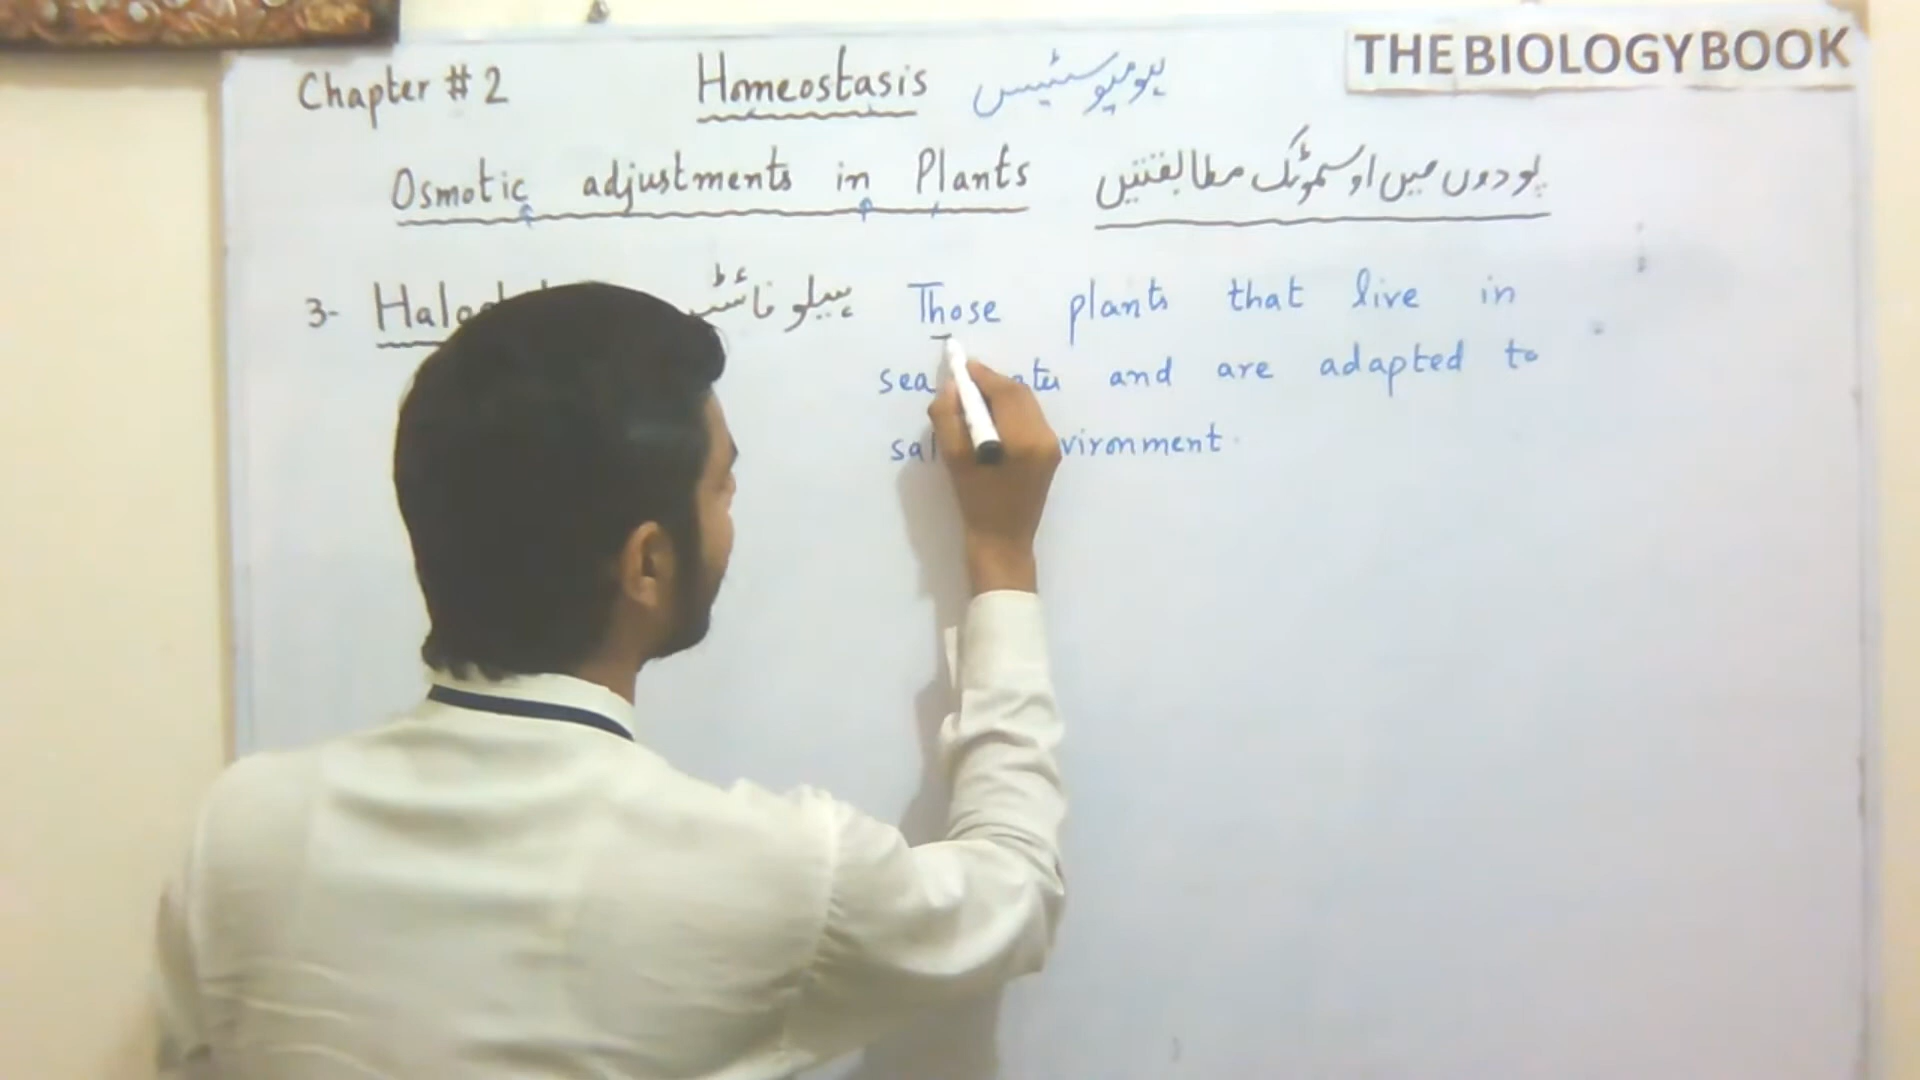 THE BIOLOGY BOOK
Chapter # 2 Homeostasis ہومیوسٹیسس
Osmotic adjustments in Plants پودوں میں اوسموٹک مطابقتیں
3- ہیلوفائٹس Those plants that live in
and are adapted to